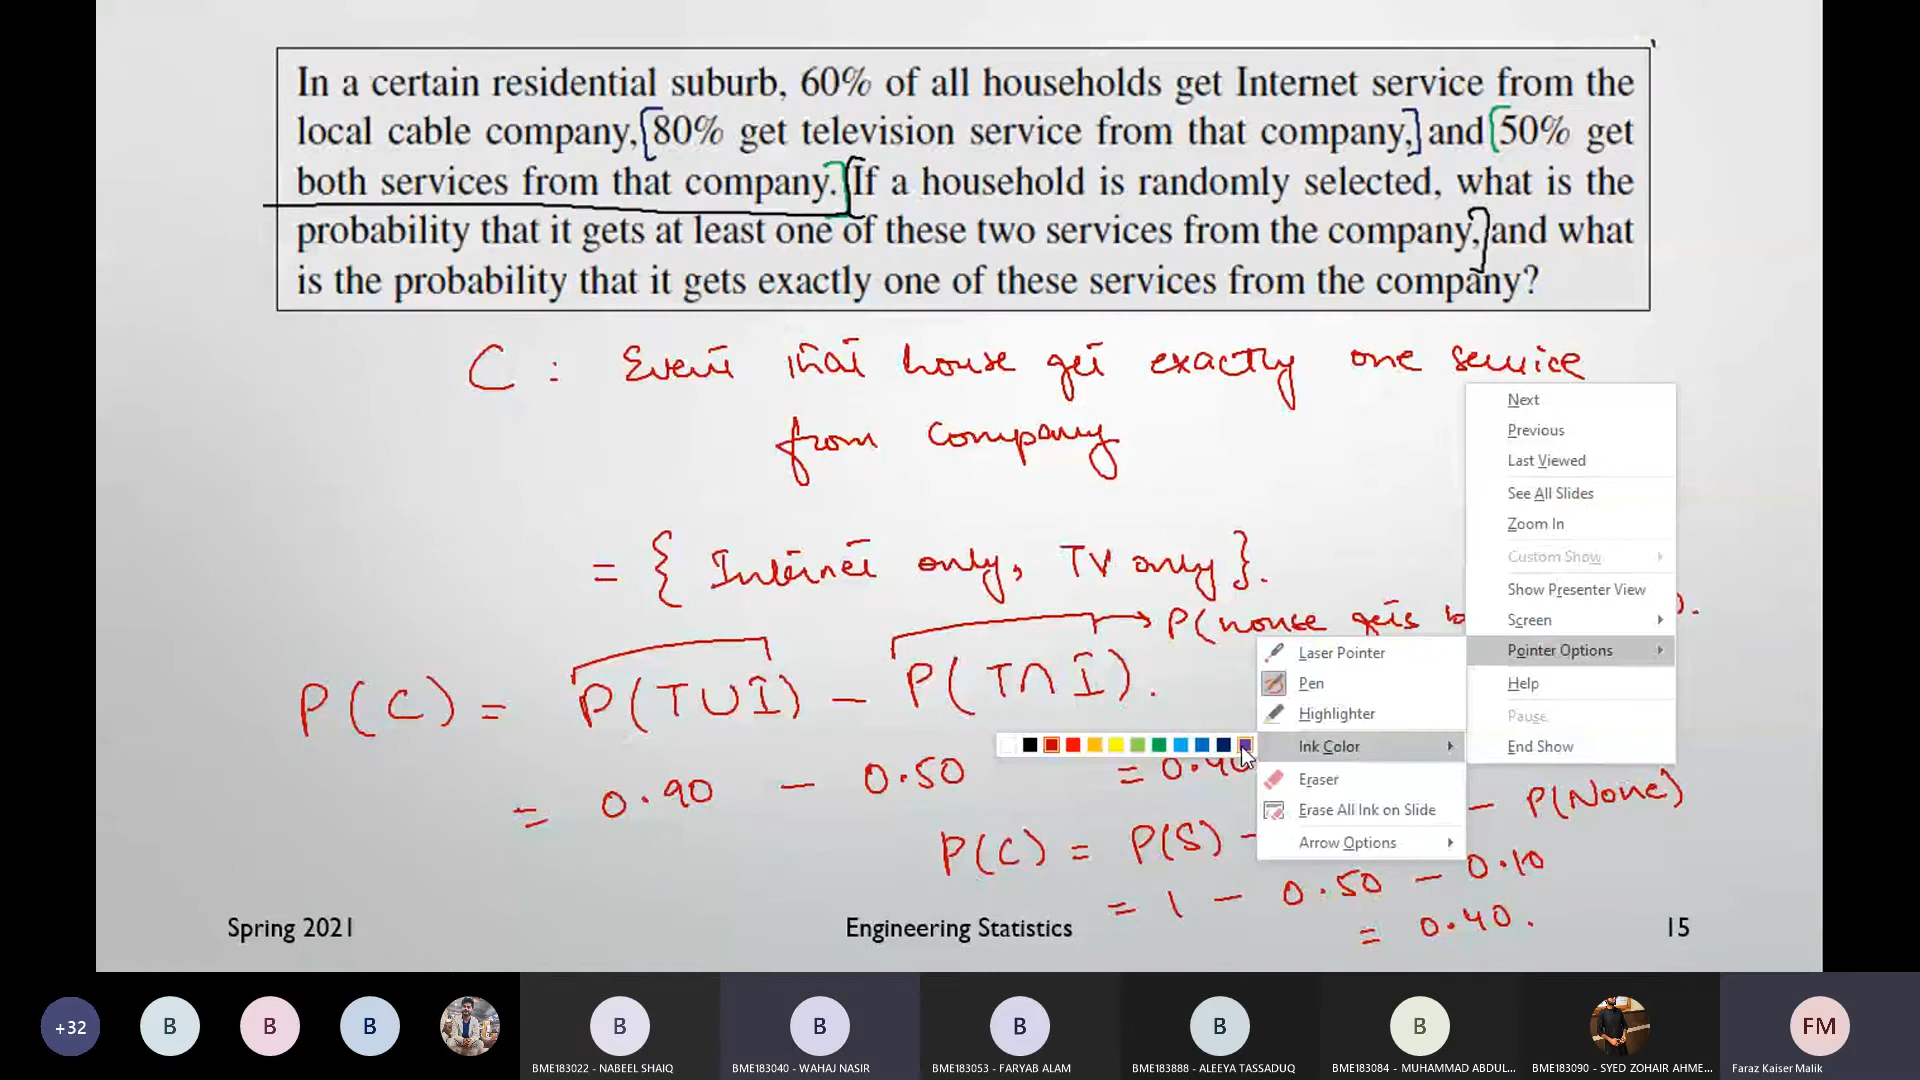 In a certain residential suburb, 60% of all households get Internet service from the
local cable company, [80% get television service from that company,] and [50% get
both services from that company.] [If a household is randomly selected, what is the
probability that it gets at least one of these two services from the company,] and what
is the probability that it gets exactly one of these services from the company?
C : Event that house get exactly one service
from company
= { Internet only, TV only }.
P(house gets
).
P(C) = P(T∪I) - P(T∩I).
= 0.90 - 0.50 = 0.40
P(C) = P(S) - - P(None)
= 1 - 0.50 - 0.10
= 0.40.
Next
Previous
Last Viewed
See All Slides
Zoom In
Custom Show
Show Presenter View
Screen
Pointer Options
Help
Pause
End Show
Laser Pointer
Pen
Highlighter
Ink Color
Eraser
Erase All Ink on Slide
Arrow Options
Spring 2021 Engineering Statistics 15
+32 B B B B B B B B FM
BME183022 - NABEEL SHAIQ BME183040 - WAHAJ NASIR BME183053 - FARYAB ALAM BME183888 - ALEEYA TASSADUQ BME183084 - MUHAMMAD ABDUL... BME183090 - SYED ZOHAIR AHME... Faraz Kaiser Malik